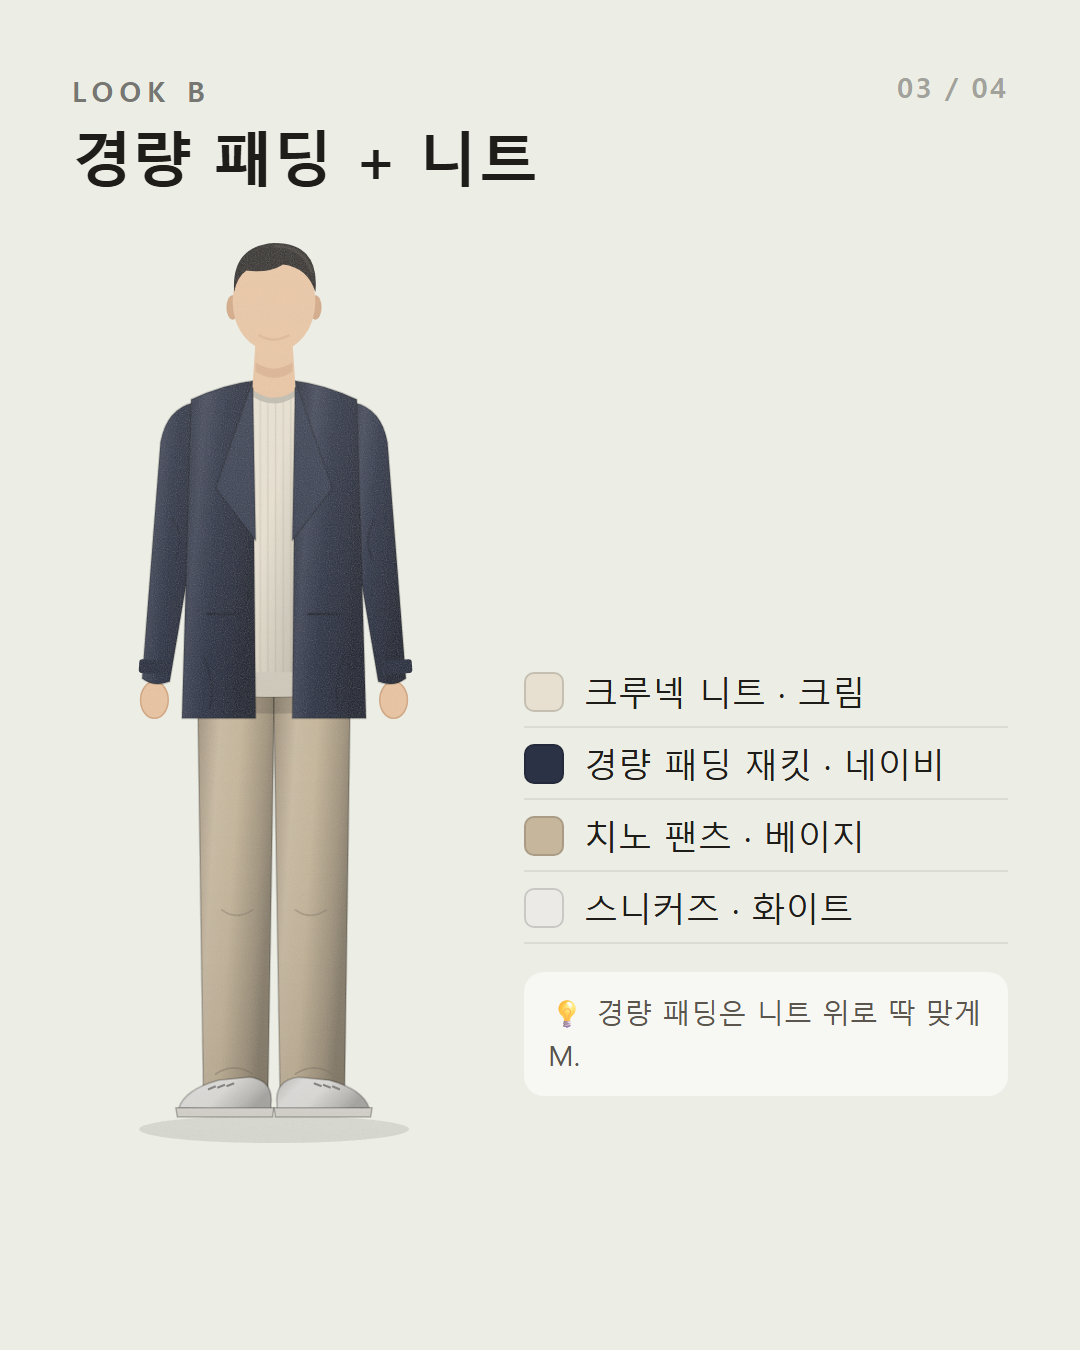 LOOK B
03 / 04
경량 패딩 + 니트
크루넥 니트 · 크림
경량 패딩 재킷 · 네이비
치노 팬츠 · 베이지
스니커즈 · 화이트
💡 경량 패딩은 니트 위로 딱 맞게
M.